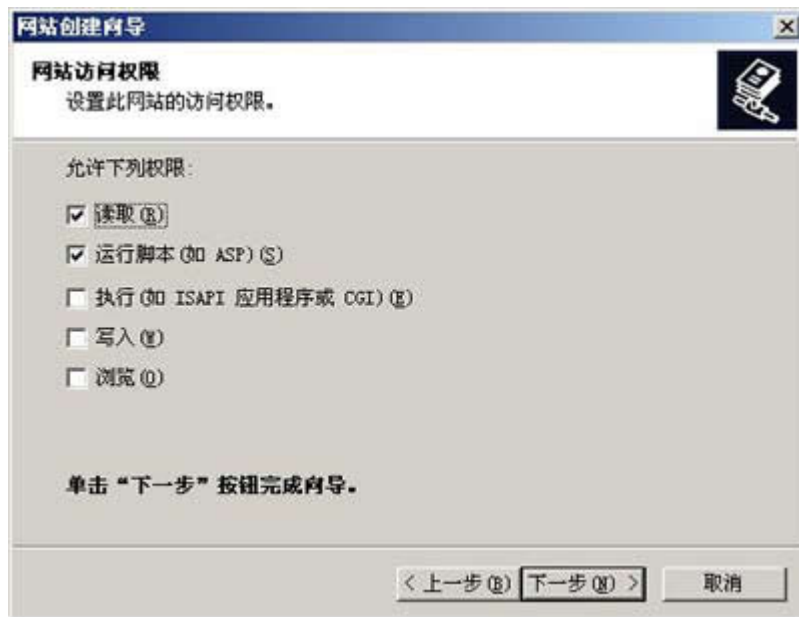 网站创建向导
网站访问权限
设置此网站的访问权限。
允许下列权限:
读取(R)
运行脚本(如 ASP)(S)
执行(如 ISAPI 应用程序或 CGI)(E)
写入(W)
浏览(O)
单击“下一步”按钮完成向导。
< 上一步(B) 下一步(N) > 取消